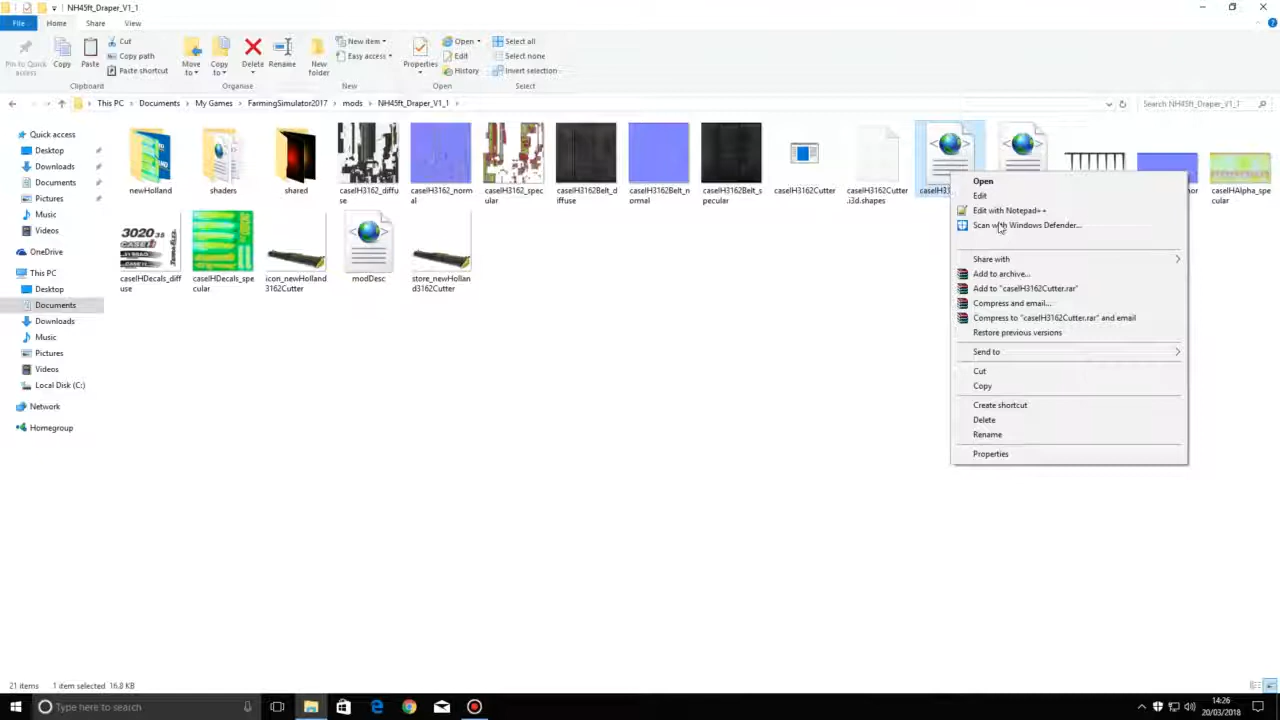 NH45ft_Draper_V1_1
File Home Share View
Pin to Quick access
Copy
Paste
Cut
Copy path
Paste shortcut
Move to
Copy to
Delete
Rename
New folder
New item
Easy access
Properties
Open
Edit
History
Select all
Select none
Invert selection
Clipboard Organise New Open Select
This PC Documents My Games FarmingSimulator2017 mods NH45ft_Draper_V1_1
Search NH45ft_Draper_V1_1
Quick access
Desktop
Downloads
Documents
Pictures
Music
Videos
OneDrive
This PC
Desktop
Documents
Downloads
Music
Pictures
Videos
Local Disk (C:)
Network
Homegroup
newHolland
shaders
shared
caseIH3162_diffuse
caseIH3162_normal
caseIH3162_specular
caseIH3162Belt_diffuse
caseIH3162Belt_normal
caseIH3162Belt_specular
caseIH3162Cutter
caseIH3162Cutter.i3d.shapes
caseIHAlpha_specular
3020 35
CASE IH
caseIHDecals_diffuse
caseIHDecals_specular
icon_newHolland3162Cutter
modDesc
store_newHolland3162Cutter
Open
Edit
Edit with Notepad++
Scan with Windows Defender...
Share with
Add to archive...
Add to "caseIH3162Cutter.rar"
Compress and email...
Compress to "caseIH3162Cutter.rar" and email
Restore previous versions
Send to
Cut
Copy
Create shortcut
Delete
Rename
Properties
21 items 1 item selected 16.8 KB
Type here to search
14:26
20/03/2018